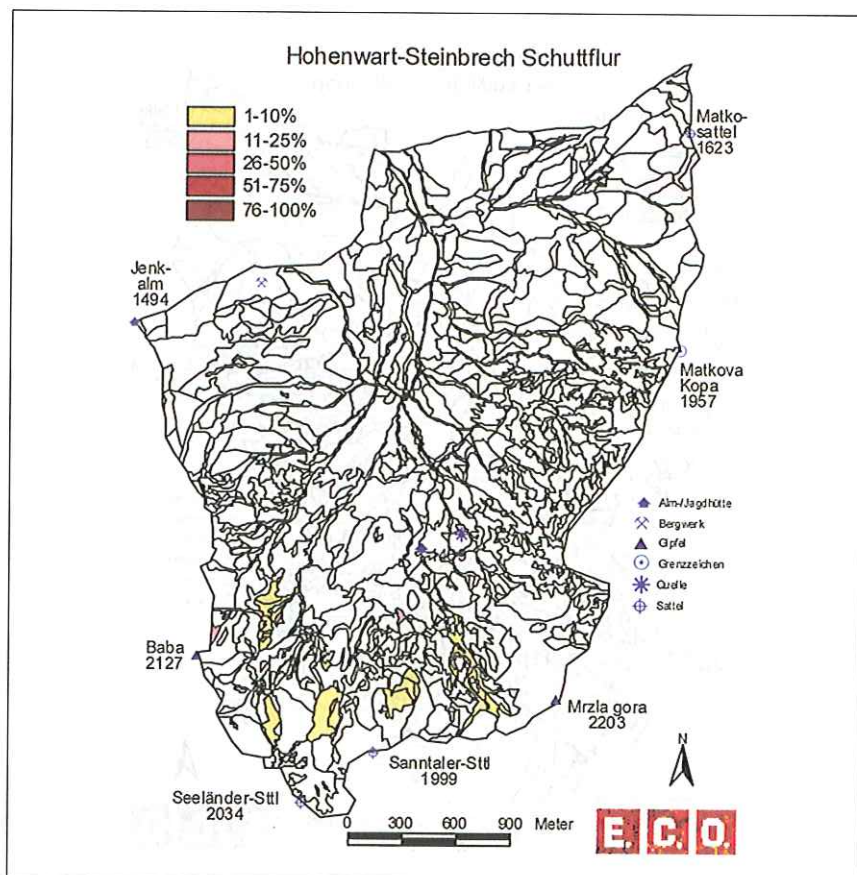 Hohenwart-Steinbrech Schuttflur
1-10%
11-25%
26-50%
51-75%
76-100%
Matko-
sattel
1623
Jenk-
alm
1494
Matkova
Kopa
1957
Alm-/Jagdhütte
Bergwerk
Gipfel
Grenzzeichen
Quelle
Sattel
Baba
2127
Mrzla gora
2203
Sanntaler-Sttl
1999
Seeländer-Sttl
2034
N
0 300 600 900 Meter
E.C.O.